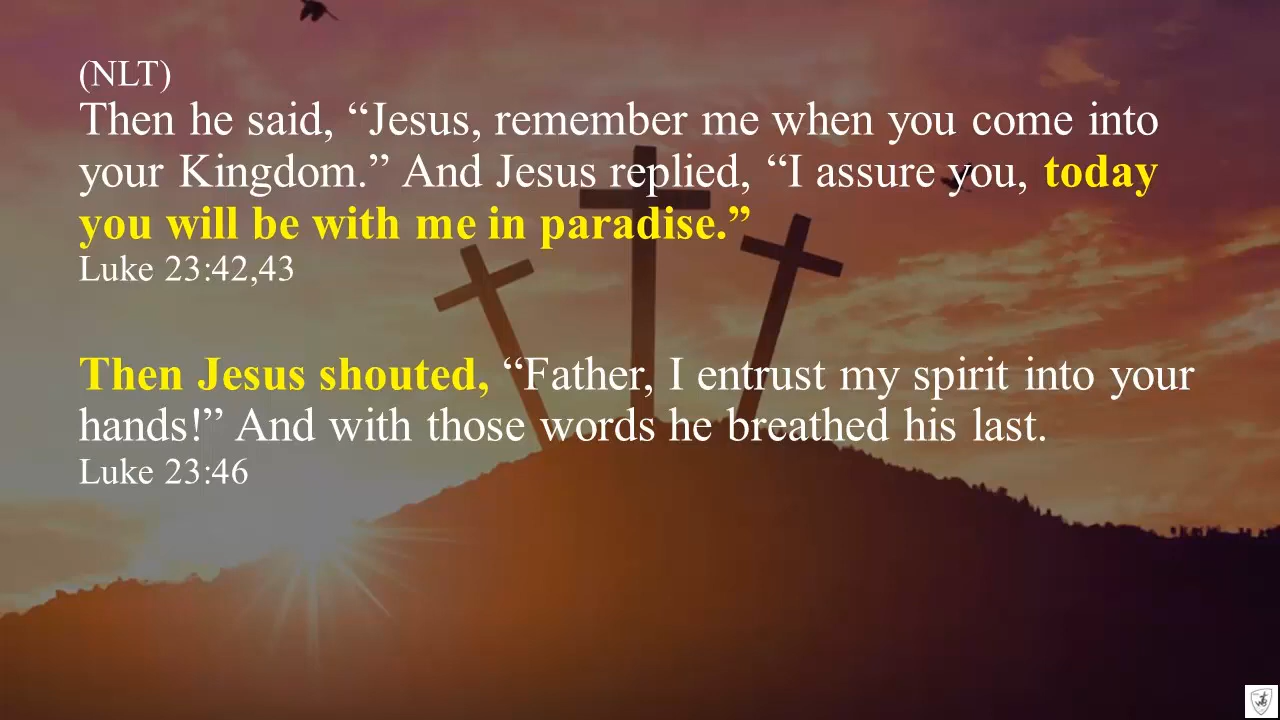 (NLT)
Then he said, “Jesus, remember me when you come into
your Kingdom.” And Jesus replied, “I assure you, today
you will be with me in paradise.”
Luke 23:42,43
Then Jesus shouted, “Father, I entrust my spirit into your
hands!” And with those words he breathed his last.
Luke 23:46